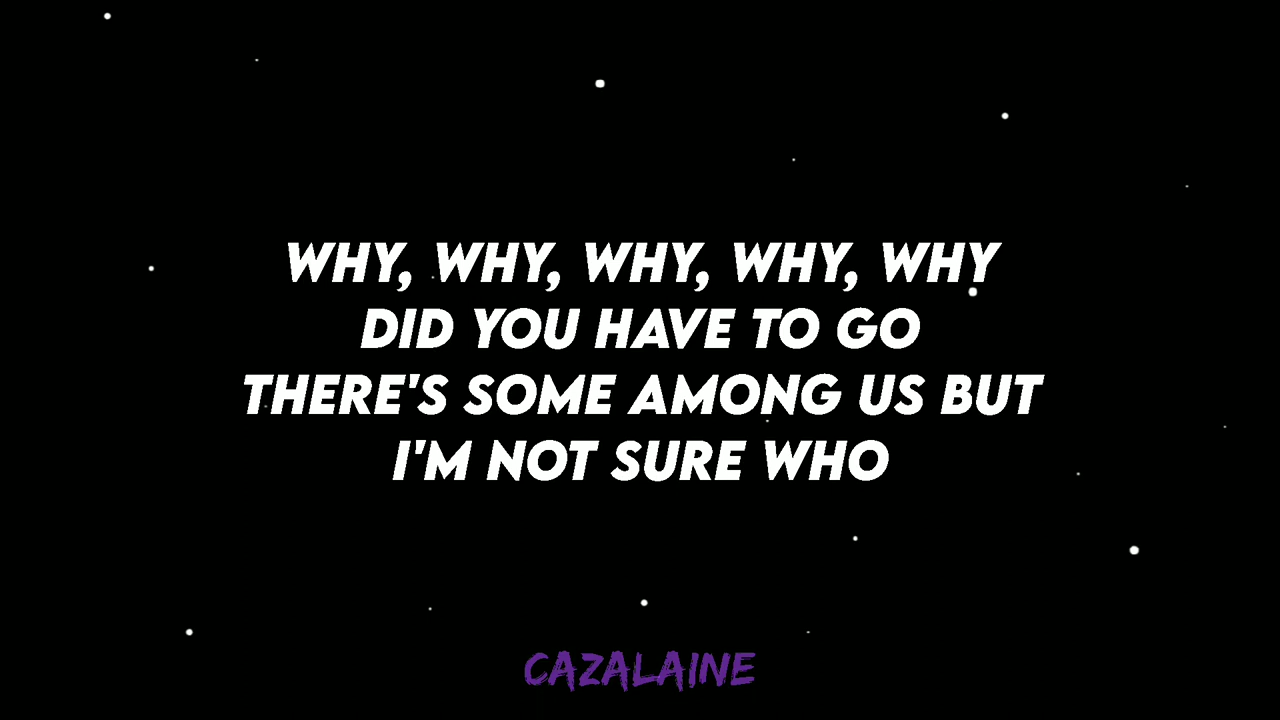 WHY, WHY, WHY, WHY, WHY
DID YOU HAVE TO GO
THERE'S SOME AMONG US BUT
I'M NOT SURE WHO
CAZALAINE